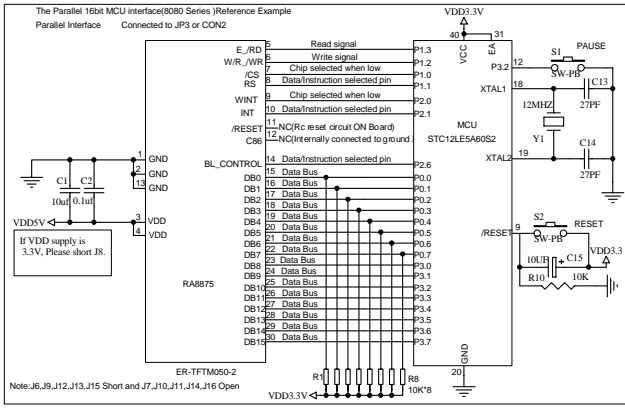 The Parallel 16bit MCU interface(8080 Series )Reference Example
Parallel Interface Connected to JP3 or CON2
VDD3.3V
40 31
VCC EA
E_/RD 5 Read signal P1.3
W/R_/WR 6 Write signal P1.2
/CS 7 Chip selected when low P1.0
RS 8 Data/Instruction selected pin P1.1
WINT 9 Chip selected when low P2.0
INT 10 Data/Instruction selected pin P2.1
/RESET 11 NC(Rc reset circuit ON Board)
C86 12 NC(Internally connected to ground )
BL_CONTROL 14 Data/Instruction selected pin P2.6
DB0 15 Data Bus P0.0
DB1 16 Data Bus P0.1
DB2 17 Data Bus P0.2
DB3 18 Data Bus P0.3
DB4 19 Data Bus P0.4
DB5 20 Data Bus P0.5
DB6 21 Data Bus P0.6
DB7 22 Data Bus P0.7
DB8 23 Data Bus P3.0
DB9 24 Data Bus P3.1
DB10 25 Data Bus P3.2
DB11 26 Data Bus P3.3
DB12 27 Data Bus P3.4
DB13 28 Data Bus P3.5
DB14 29 Data Bus P3.6
DB15 30 Data Bus P3.7
1 GND
2 GND
13 GND
C1 C2
10uf 0.1uf
VDD5V 3 VDD
4 VDD
If VDD supply is
3.3V, Please short J8.
RA8875
ER-TFTM050-2
MCU
STC12LE5A60S2
P3.2 12 S1 PAUSE
SW-PB
XTAL1 18 C13
12MHZ 27PF
Y1
XTAL2 19 C14
27PF
/RESET 9 S2 RESET
SW-PB
VDD3.3
10UF + C15
R10 10K
GND
20
R1 R8
10K*8
VDD3.3V
Note:J6,J9,J12,J13,J15 Short and J7,J10,J11,J14,J16 Open